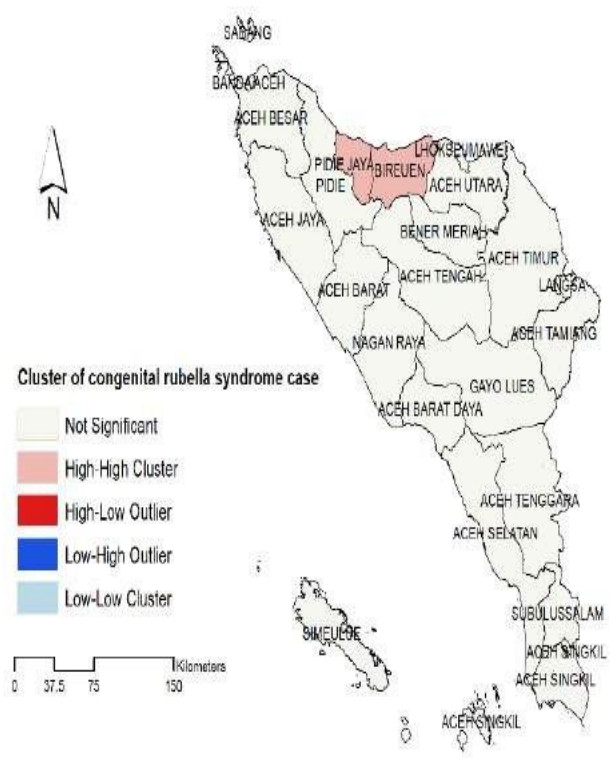 SABANG
BANDA ACEH
ACEH BESAR
LHOKSEUMAWE
PIDIE JAYA
BIREUEN
PIDIE
ACEH UTARA
ACEH JAYA
BENER MERIAH
ACEH TIMUR
ACEH TENGAH
LANGSA
ACEH BARAT
ACEH TAMIANG
NAGAN RAYA
GAYO LUES
ACEH BARAT DAYA
ACEH TENGGARA
ACEH SELATAN
SUBULUSSALAM
SIMEULUE
ACEH SINGKIL
ACEH SINGKIL
ACEH SINGKIL
N
Cluster of congenital rubella syndrome case
Not Significant
High-High Cluster
High-Low Outlier
Low-High Outlier
Low-Low Cluster
Kilometers
0 37.5 75 150